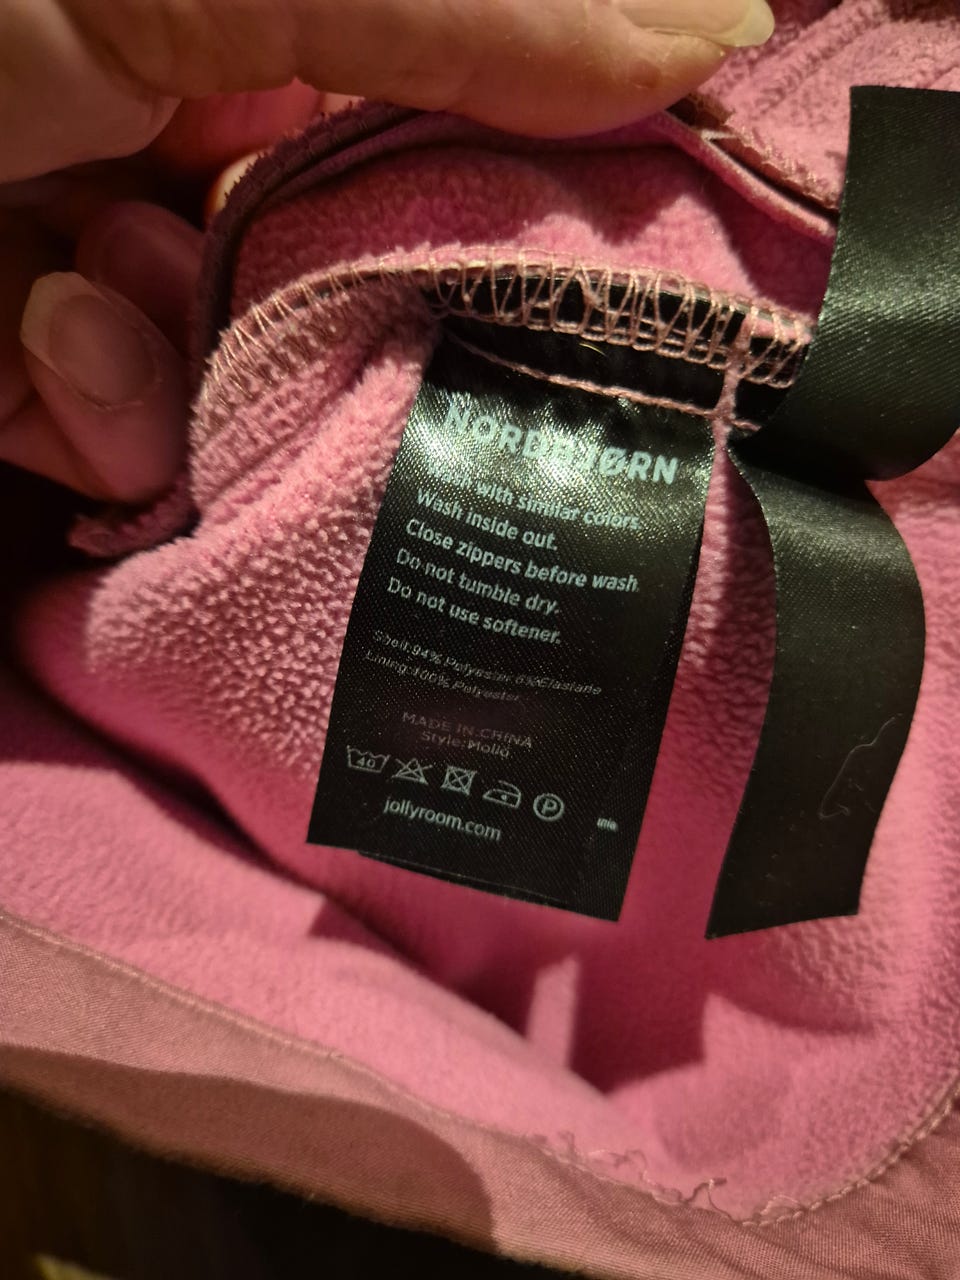 NORDBJØRN
Wash with similar colors.
Wash inside out.
Close zippers before wash.
Do not tumble dry.
Do not use softener.
Shell:94% Polyester 6%Elastane
Lining:100% Polyester
MADE IN CHINA
Style:
40
P
jollyroom.com